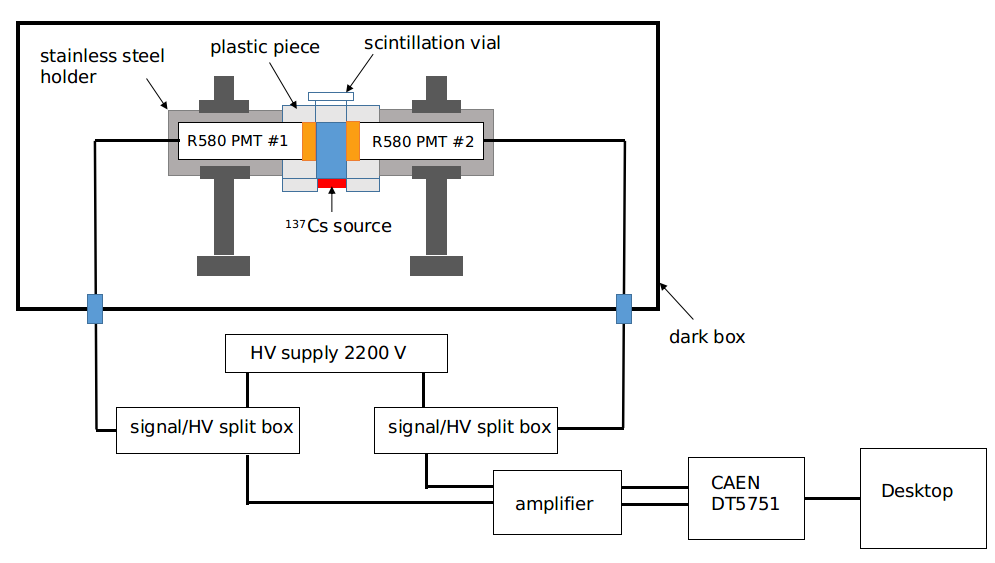 stainless steel
holder
plastic piece
scintillation vial
R580 PMT #1
R580 PMT #2
¹³⁷Cs source
dark box
HV supply 2200 V
signal/HV split box
signal/HV split box
amplifier
CAEN
DT5751
Desktop